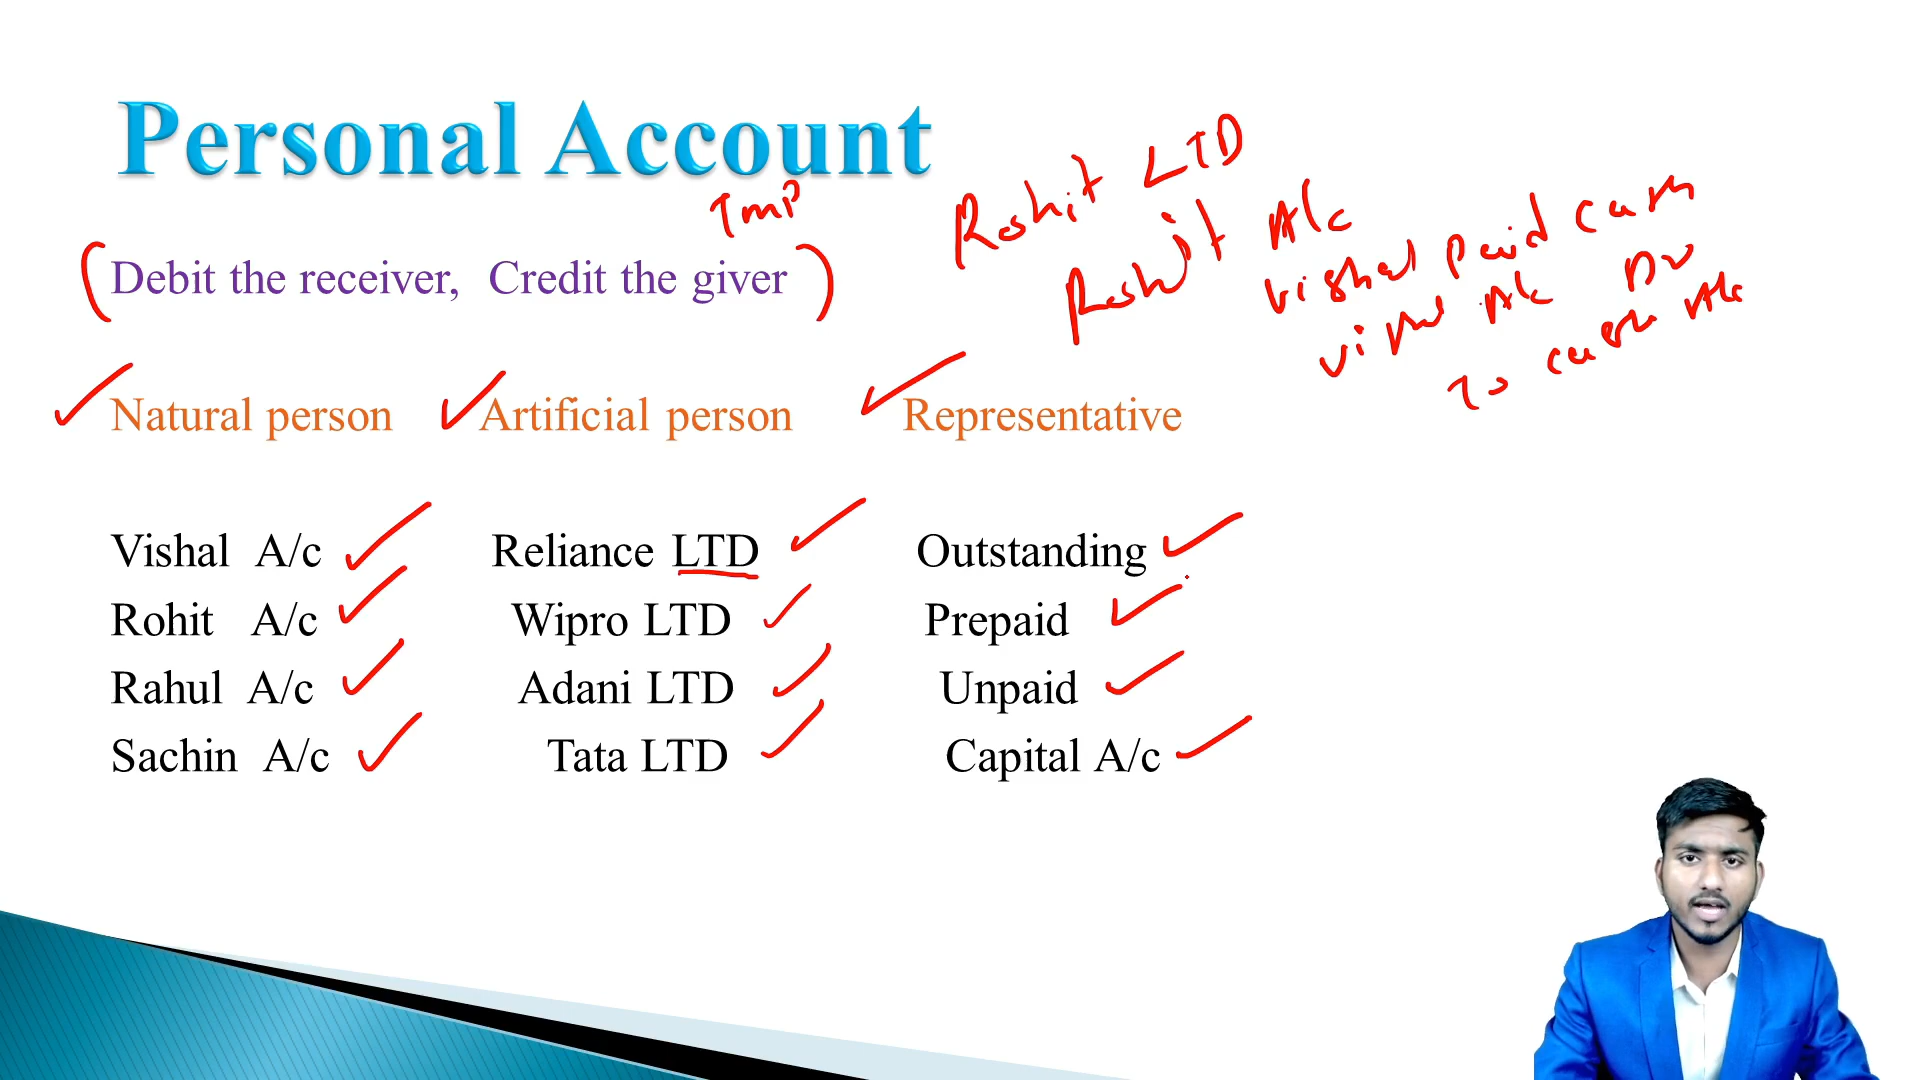 Personal Account
Imp
Debit the receiver, Credit the giver
Rohit LTD
Rohit A/c
Vishal paid cash
Vishal A/c Dr
To cash A/c
Natural person Artificial person Representative
Vishal A/c Reliance LTD Outstanding
Rohit A/c Wipro LTD Prepaid
Rahul A/c Adani LTD Unpaid
Sachin A/c Tata LTD Capital A/c